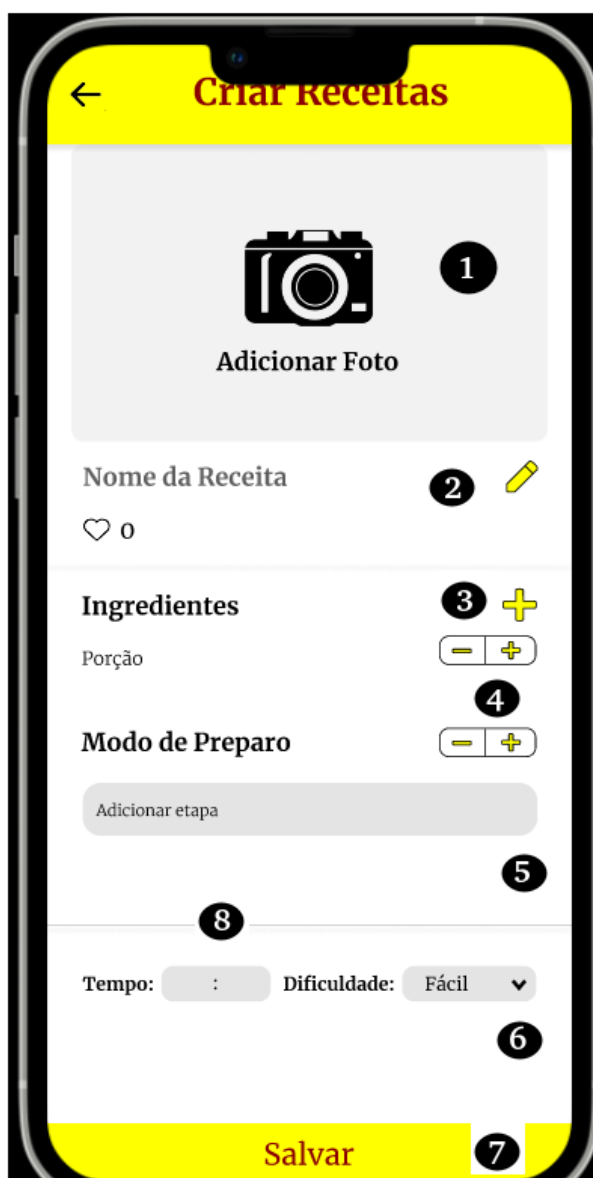 Criar Receitas
1
Adicionar Foto
Nome da Receita
2
0
Ingredientes
3
Porção
4
Modo de Preparo
Adicionar etapa
5
8
Tempo: : Dificuldade: Fácil
6
Salvar
7